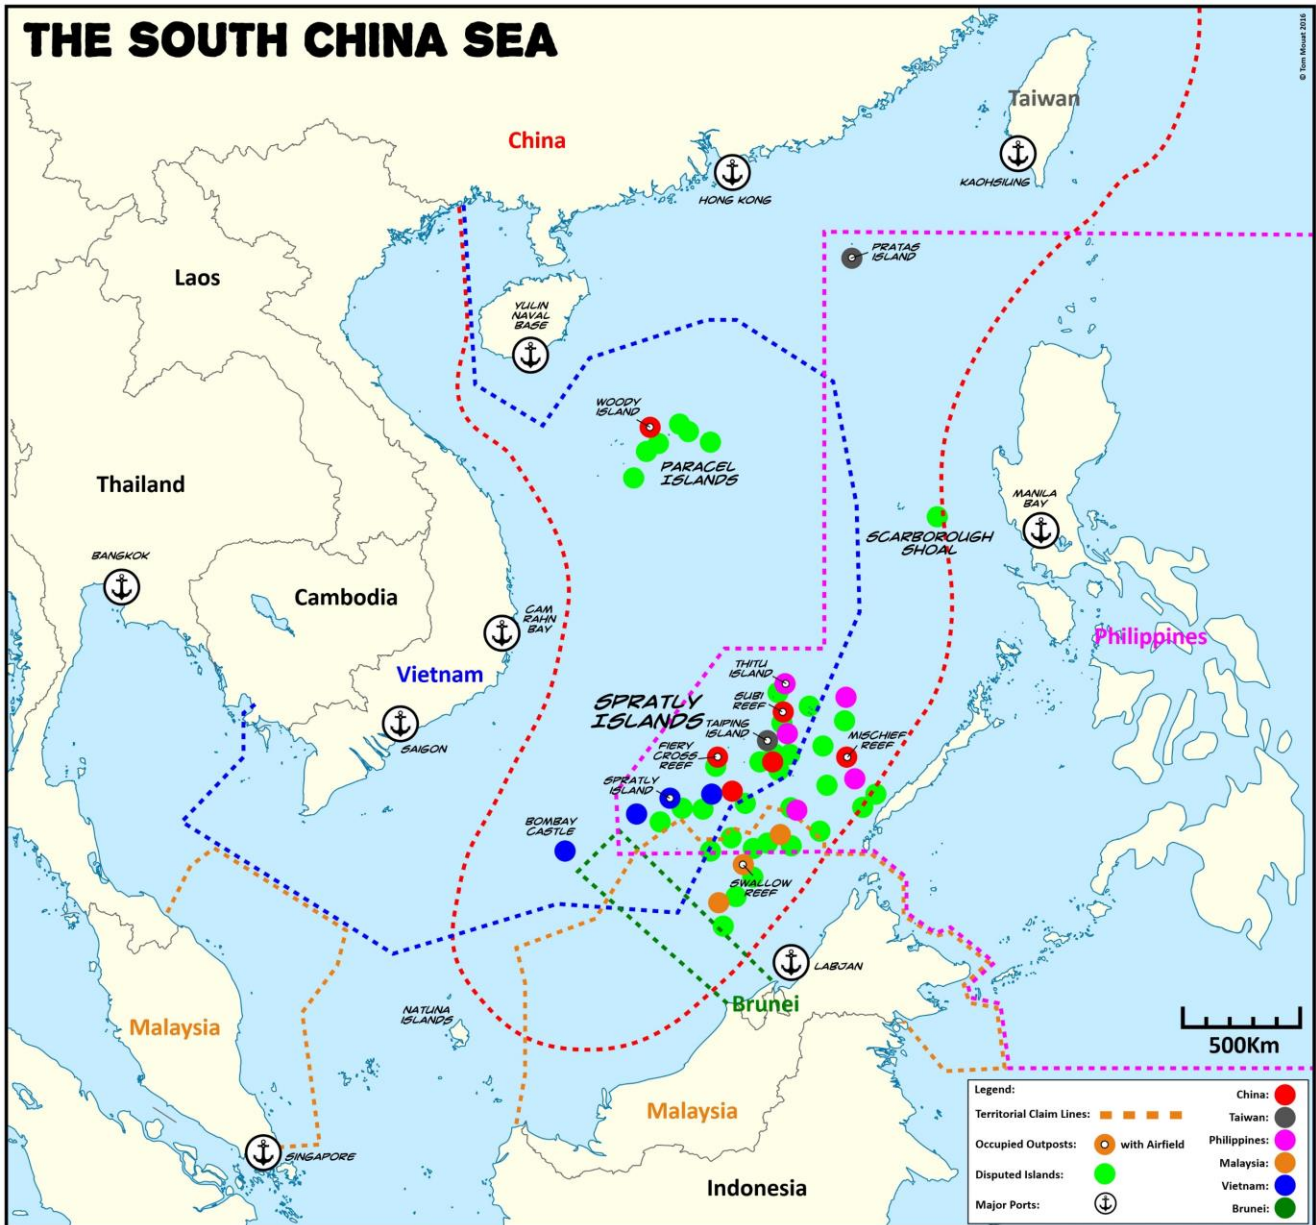 THE SOUTH CHINA SEA
© Tom Mouat 2016
China
Taiwan
KAOHSIUNG
HONG KONG
PRATAS
ISLAND
Laos
YULIN
NAVAL
BASE
WOODY
ISLAND
PARACEL
ISLANDS
Thailand
BANGKOK
Cambodia
CAM
RAHN
BAY
Vietnam
SAIGON
SCARBOROUGH
SHOAL
MANILA
BAY
Philippines
THITU
ISLAND
SPRATLY
ISLANDS
SUBI
REEF
TAIPING
ISLAND
FIERY
CROSS
REEF
MISCHIEF
REEF
SPRATLY
ISLAND
BOMBAY
CASTLE
SWALLOW
REEF
LABJAN
Brunei
NATUNA
ISLANDS
Malaysia
Malaysia
SINGAPORE
Indonesia
500Km
Legend:
Territorial Claim Lines:
Occupied Outposts: with Airfield
Disputed Islands:
Major Ports:
China:
Taiwan:
Philippines:
Malaysia:
Vietnam:
Brunei: